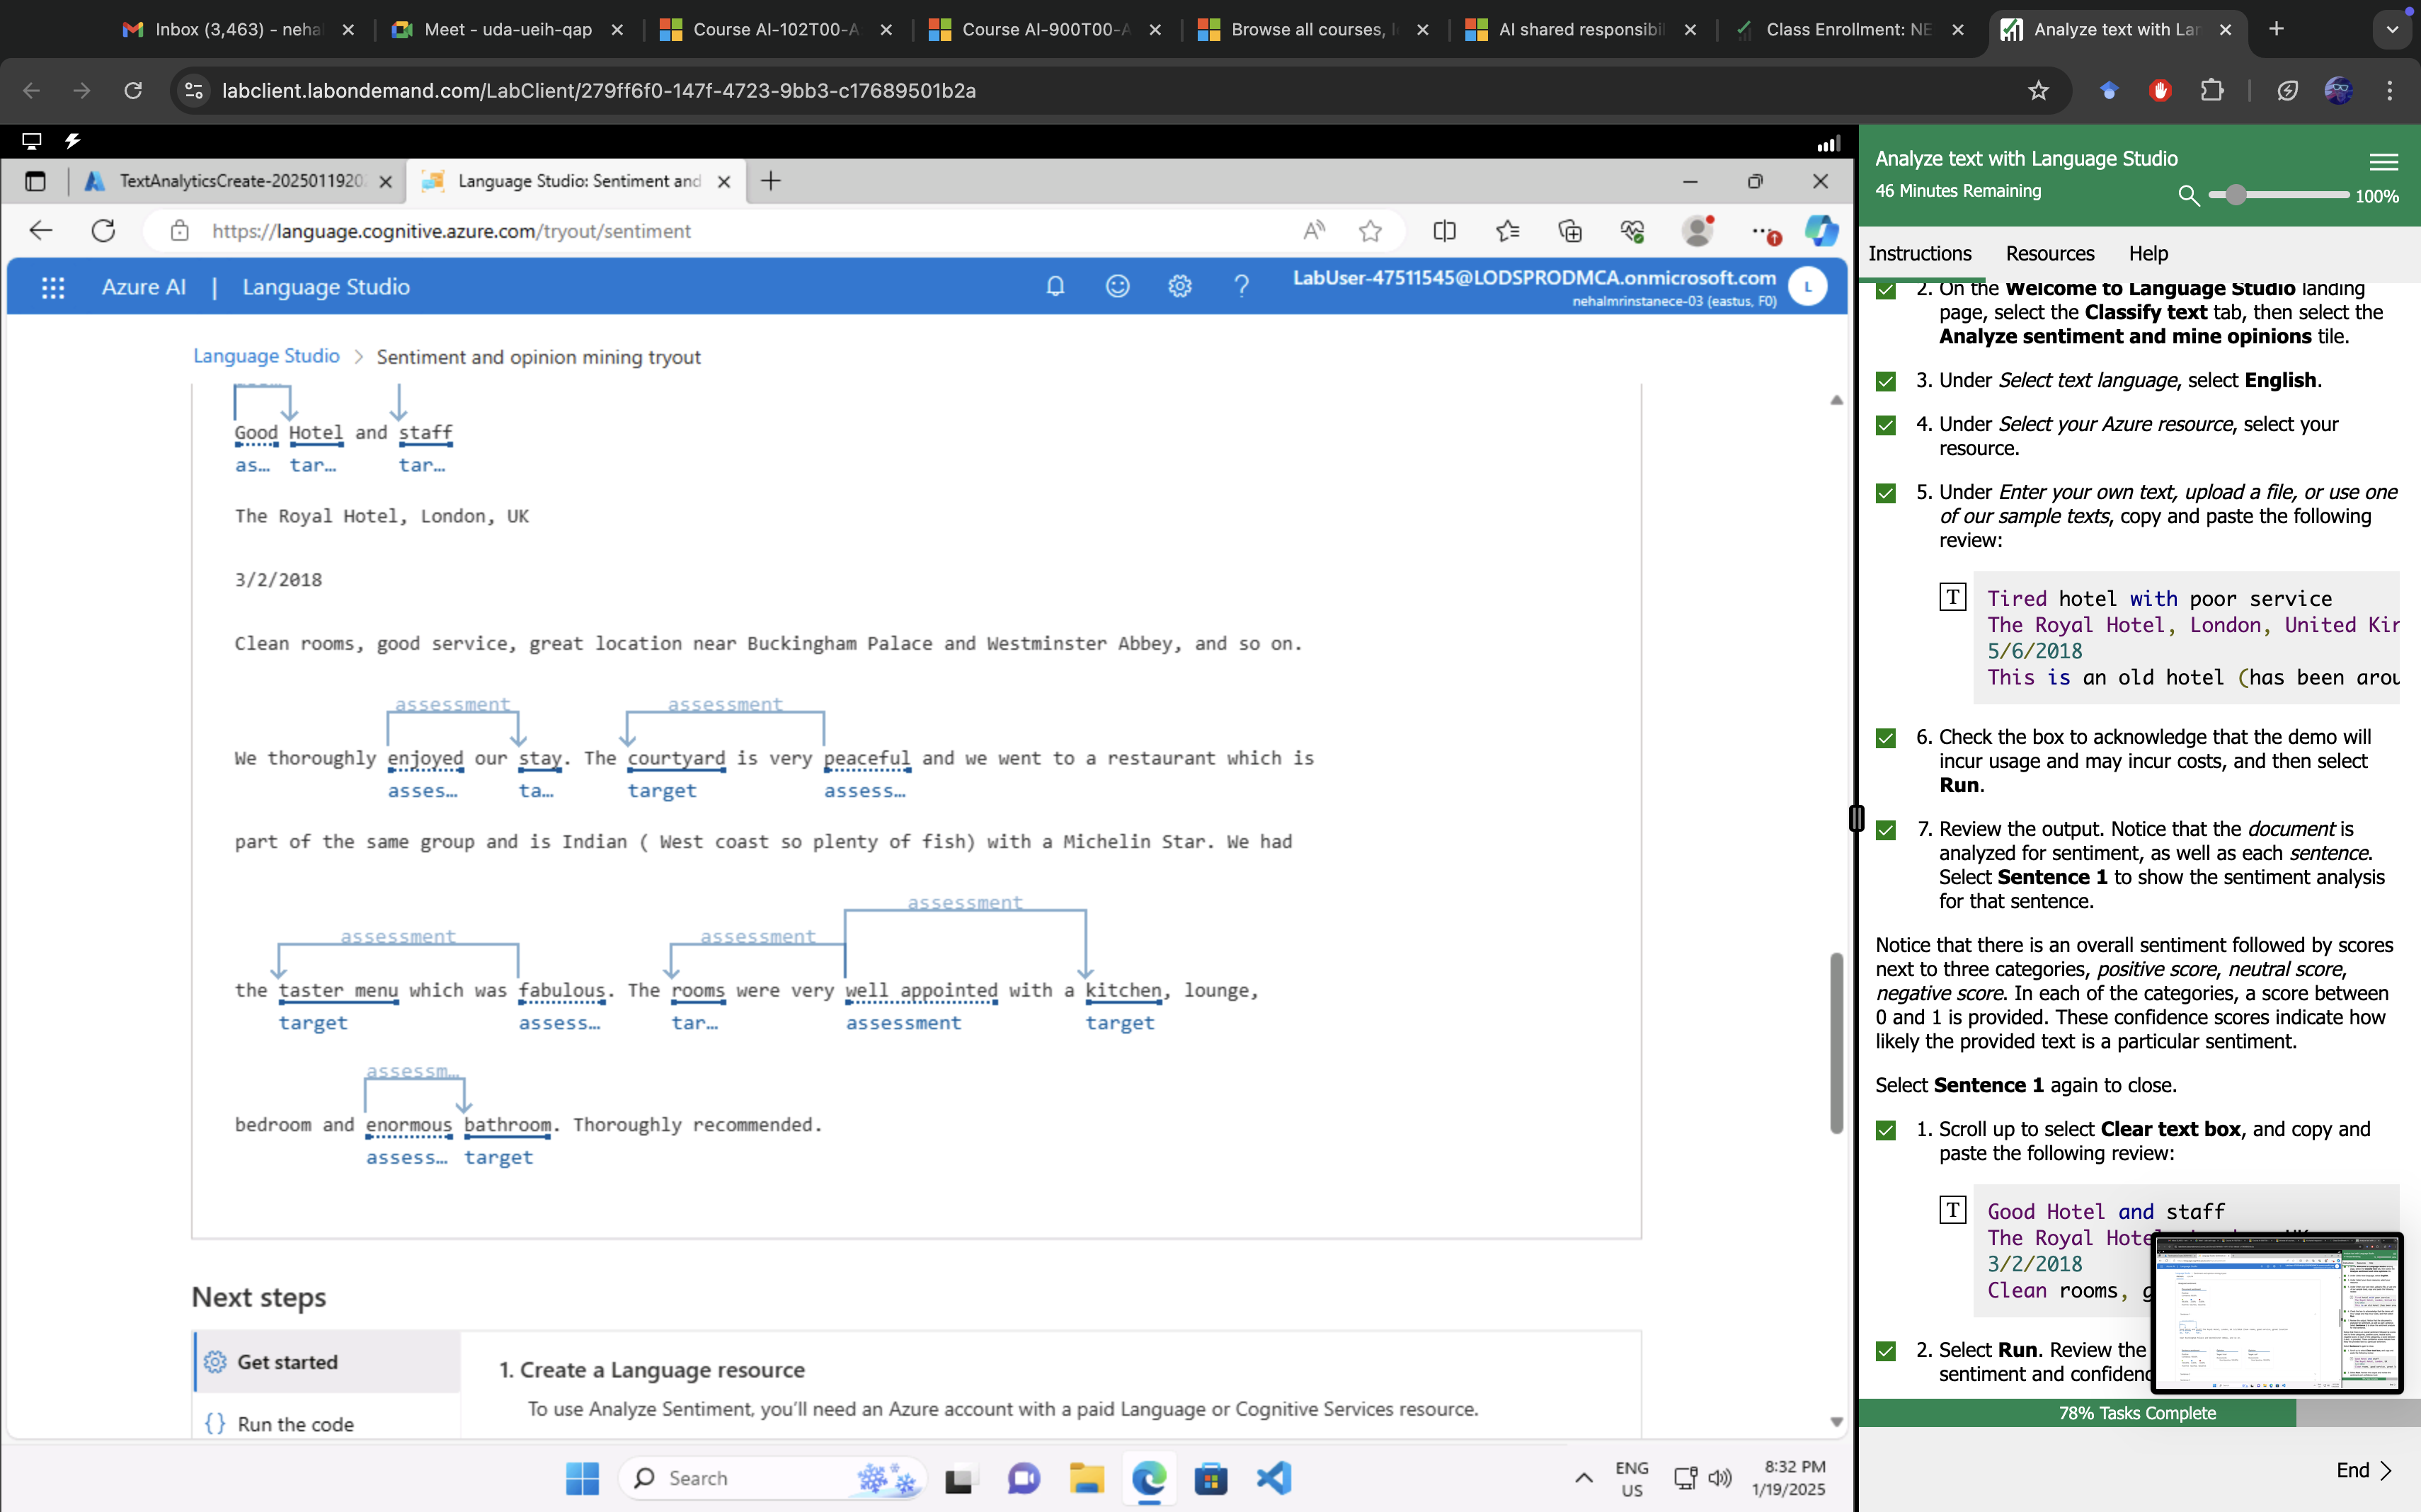 Inbox (3,463) - neha
Meet - uda-ueih-qap
Course AI-102T00-A
Course AI-900T00-A
Browse all courses, l
AI shared responsibil
Class Enrollment: NE
Analyze text with Lan
labclient.labondemand.com/LabClient/279ff6f0-147f-4723-9bb3-c17689501b2a
TextAnalyticsCreate-20250119202
Language Studio: Sentiment and
https://language.cognitive.azure.com/tryout/sentiment
Azure AI | Language Studio
LabUser-47511545@LODSPRODMCA.onmicrosoft.com
nehalmrinstanece-03 (eastus, F0)
L
Language Studio > Sentiment and opinion mining tryout
Good Hotel and staff
as... tar... tar...
The Royal Hotel, London, UK
3/2/2018
Clean rooms, good service, great location near Buckingham Palace and Westminster Abbey, and so on.
assessment assessment
We thoroughly enjoyed our stay. The courtyard is very peaceful and we went to a restaurant which is
asses... ta... target assess...
part of the same group and is Indian ( West coast so plenty of fish) with a Michelin Star. We had
assessment
assessment assessment
the taster menu which was fabulous. The rooms were very well appointed with a kitchen, lounge,
target assess... tar... assessment target
assessm...
bedroom and enormous bathroom. Thoroughly recommended.
assess... target
Next steps
Get started
{} Run the code
1. Create a Language resource
To use Analyze Sentiment, you'll need an Azure account with a paid Language or Cognitive Services resource.
Search
ENG
US
8:32 PM
1/19/2025
Analyze text with Language Studio
46 Minutes Remaining
100%
Instructions Resources Help
2. On the Welcome to Language Studio landing
page, select the Classify text tab, then select the
Analyze sentiment and mine opinions tile.
3. Under Select text language, select English.
4. Under Select your Azure resource, select your
resource.
5. Under Enter your own text, upload a file, or use one
of our sample texts, copy and paste the following
review:
T
Tired hotel with poor service
The Royal Hotel, London, United Kin
5/6/2018
This is an old hotel (has been arou
6. Check the box to acknowledge that the demo will
incur usage and may incur costs, and then select
Run.
7. Review the output. Notice that the document is
analyzed for sentiment, as well as each sentence.
Select Sentence 1 to show the sentiment analysis
for that sentence.
Notice that there is an overall sentiment followed by scores
next to three categories, positive score, neutral score,
negative score. In each of the categories, a score between
0 and 1 is provided. These confidence scores indicate how
likely the provided text is a particular sentiment.
Select Sentence 1 again to close.
1. Scroll up to select Clear text box, and copy and
paste the following review:
T
Good Hotel and staff
The Royal Hote
3/2/2018
Clean rooms, g
2. Select Run. Review the
sentiment and confidenc
78% Tasks Complete
End